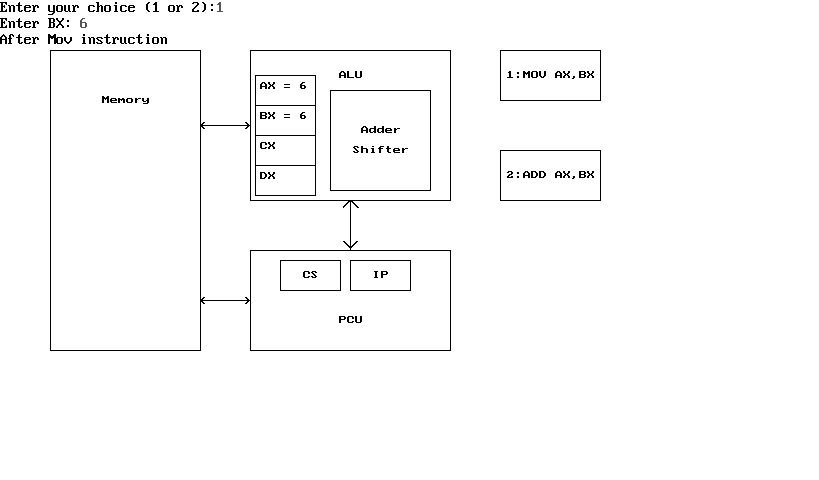 Enter your choice (1 or 2):1
Enter BX: 6
After Mov instruction
Memory
ALU
AX = 6
BX = 6
CX
DX
Adder
Shifter
1:MOV AX,BX
2:ADD AX,BX
CS
IP
PCU